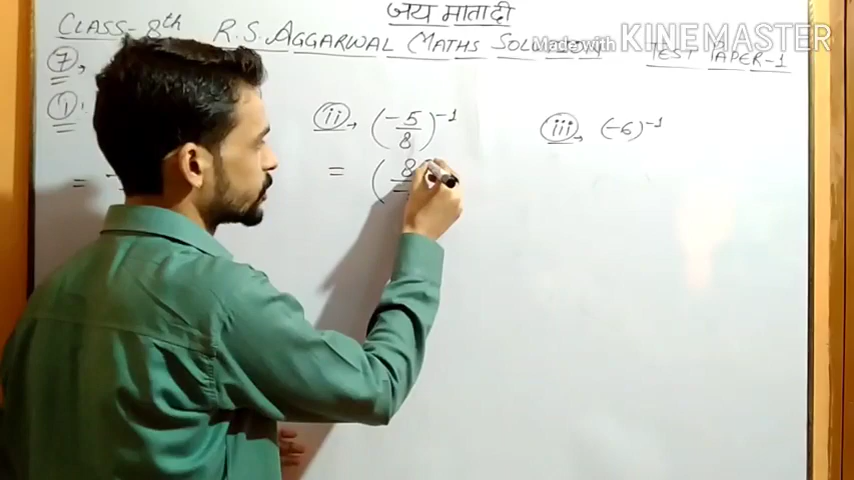 जय माता दी
CLASS-8th R.S. AGGARWAL MATHS TEST PAPER-1
Made with KINEMASTER
7,
i,
ii, (-5/8)^-1
= (8/-
iii, (-6)^-1
=